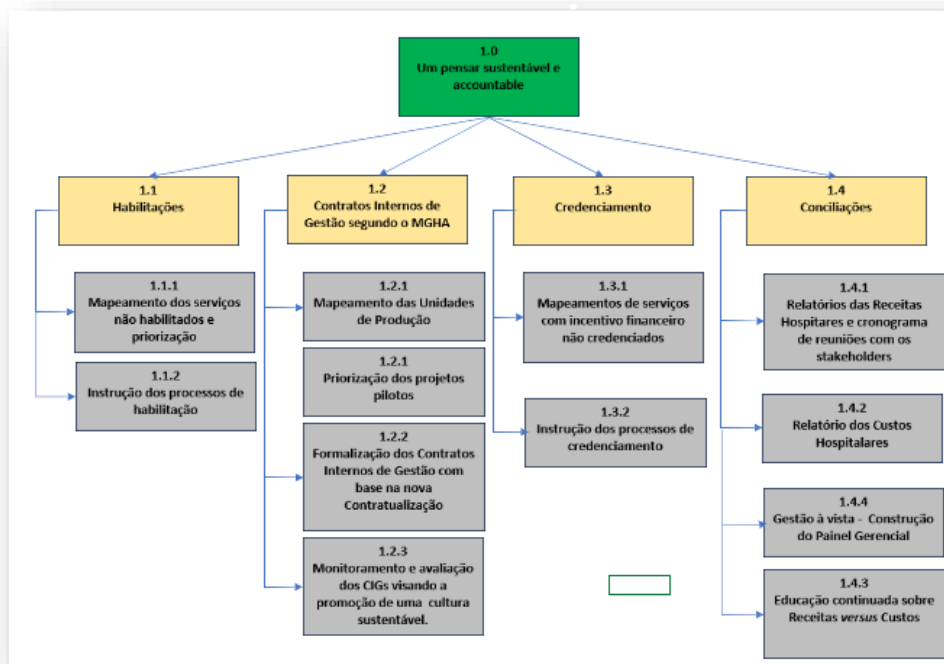 1.0
Um pensar sustentável e
accountable
1.1
Habilitações
1.1.1
Mapeamento dos serviços
não habilitados e
priorização
1.1.2
Instrução dos processos de
habilitação
1.2
Contratos Internos de
Gestão segundo o MGHA
1.2.1
Mapeamento das Unidades
de Produção
1.2.1
Priorização dos projetos
pilotos
1.2.2
Formalização dos Contratos
Internos de Gestão com
base na nova
Contratualização
1.2.3
Monitoramento e avaliação
dos CIGs visando a
promoção de uma cultura
sustentável.
1.3
Credenciamento
1.3.1
Mapeamentos de serviços
com incentivo financeiro
não credenciados
1.3.2
Instrução dos processos de
credenciamento
1.4
Conciliações
1.4.1
Relatórios das Receitas
Hospitares e cronograma
de reuniões com os
stakeholders
1.4.2
Relatório dos Custos
Hospitalares
1.4.4
Gestão à vista - Construção
do Painel Gerencial
1.4.3
Educação continuada sobre
Receitas versus Custos